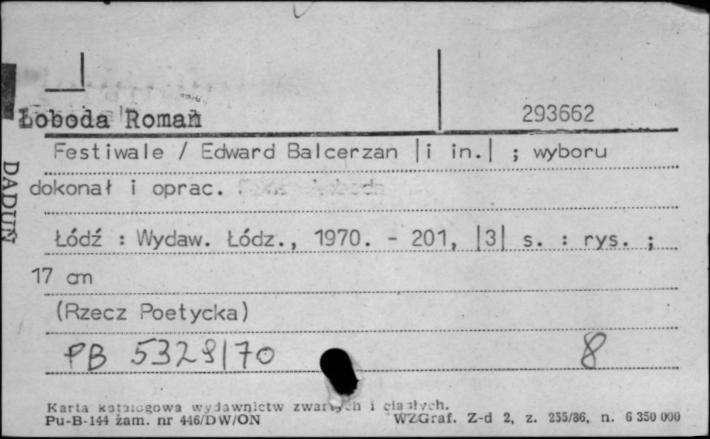 Łoboda Roman 293662
Festiwale / Edward Balcerzan |i in.| ; wyboru
dokonał i oprac.
Łódź : Wydaw. Łódz., 1970. - 201, |3| s. : rys. ;
17 cm
(Rzecz Poetycka)
PB 5329/70 8
Karta katalogowa wydawnictw zwartych i ciągłych.
Pu-B-144 zam. nr 446/DW/ON WZGraf. Z-d 2, z. 255/86, n. 6 350 000
DADUN